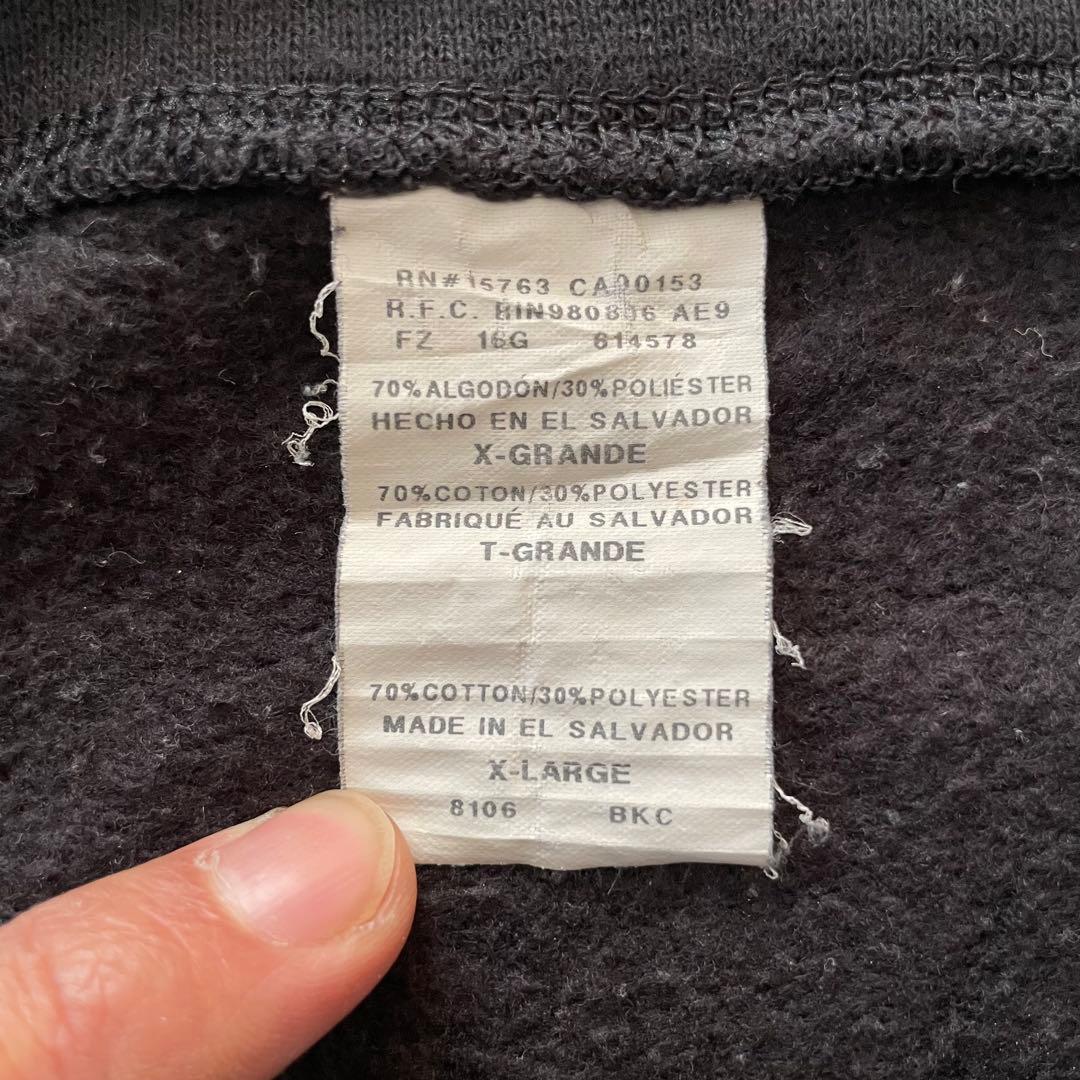 RN# 15763 CA00153
R.F.C. AE9
FZ 16G 614578
70%ALGODÓN/30%POLIÉSTER
HECHO EN EL SALVADOR
X-GRANDE
70%COTON/30%POLYESTER
FABRIQUÉ AU SALVADOR
T-GRANDE
70%COTTON/30%POLYESTER
MADE IN EL SALVADOR
X-LARGE
8106 BKC